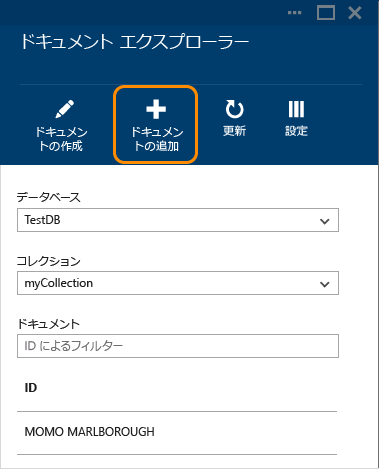 ドキュメント エクスプローラー
ドキュメン
トの作成
ドキュメン
トの追加
更新
設定
データベース
TestDB
コレクション
myCollection
ドキュメント
ID によるフィルター
ID
MOMO MARLBOROUGH